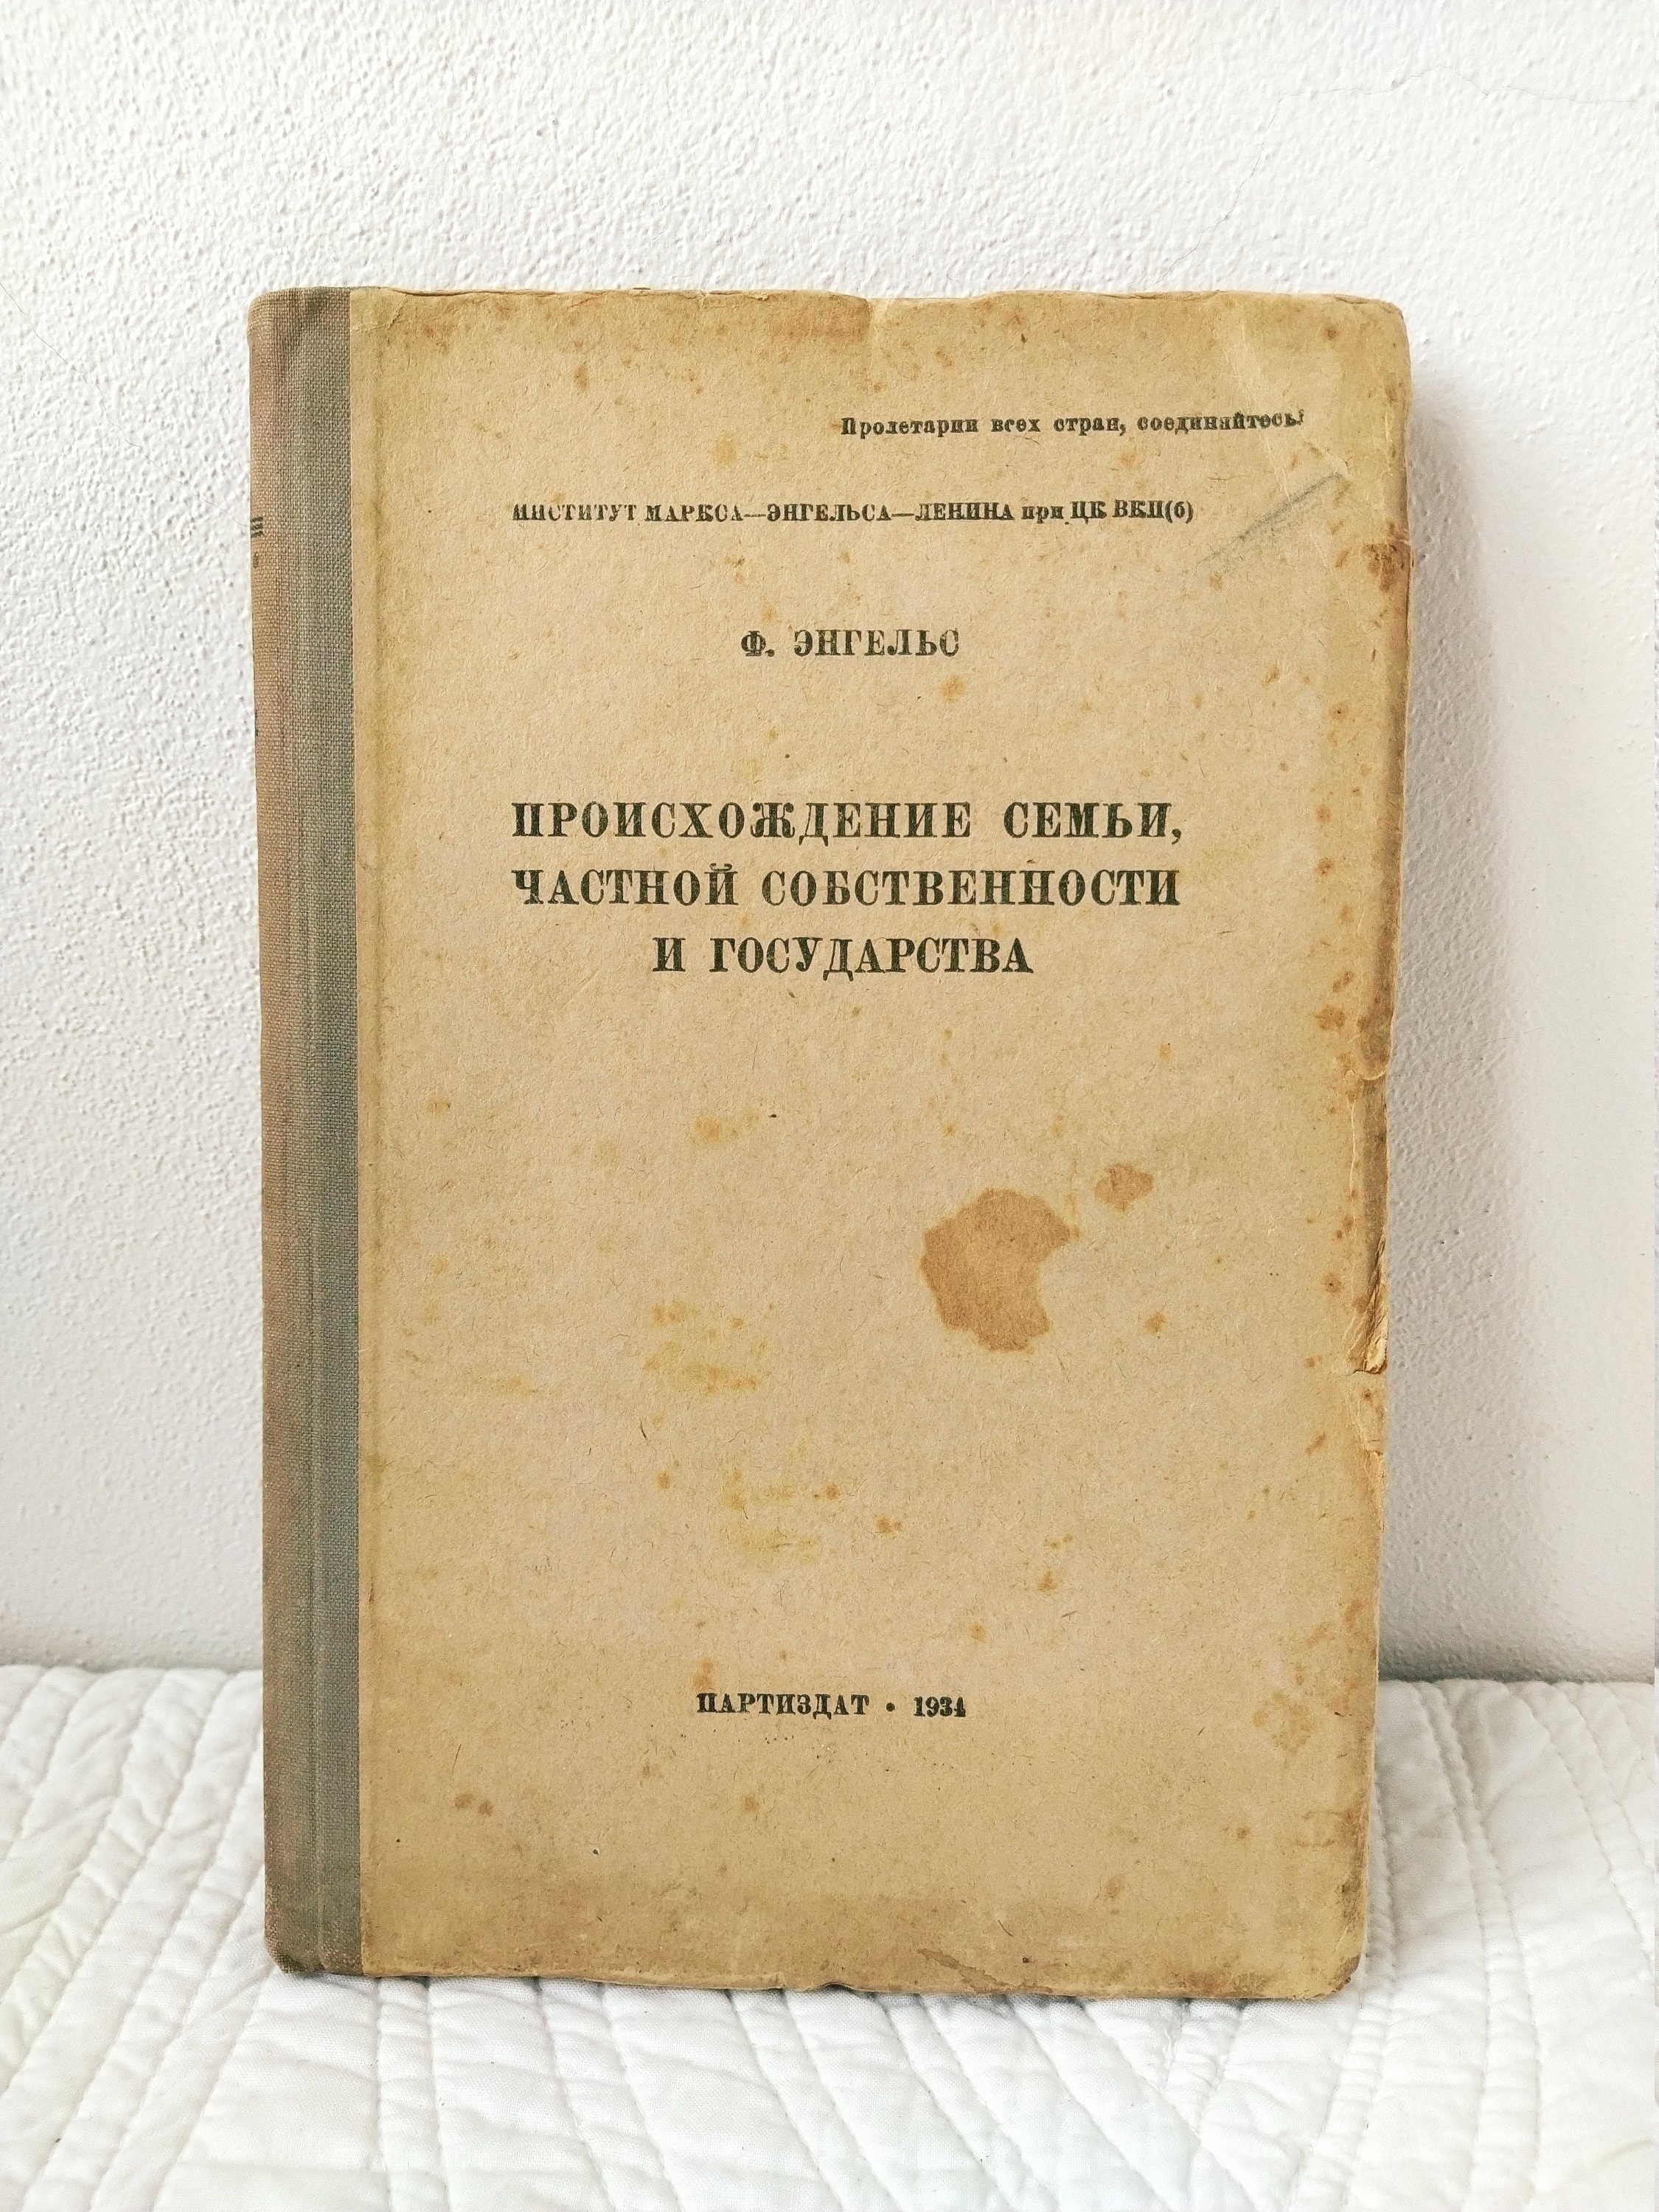 Пролетарии всех стран, соединяйтесь!
ИНСТИТУТ МАРКСА—ЭНГЕЛЬСА—ЛЕНИНА при ЦК ВКП(б)
Ф. ЭНГЕЛЬС
ПРОИСХОЖДЕНИЕ СЕМЬИ,
ЧАСТНОЙ СОБСТВЕННОСТИ
И ГОСУДАРСТВА
ПАРТИЗДАТ • 1934